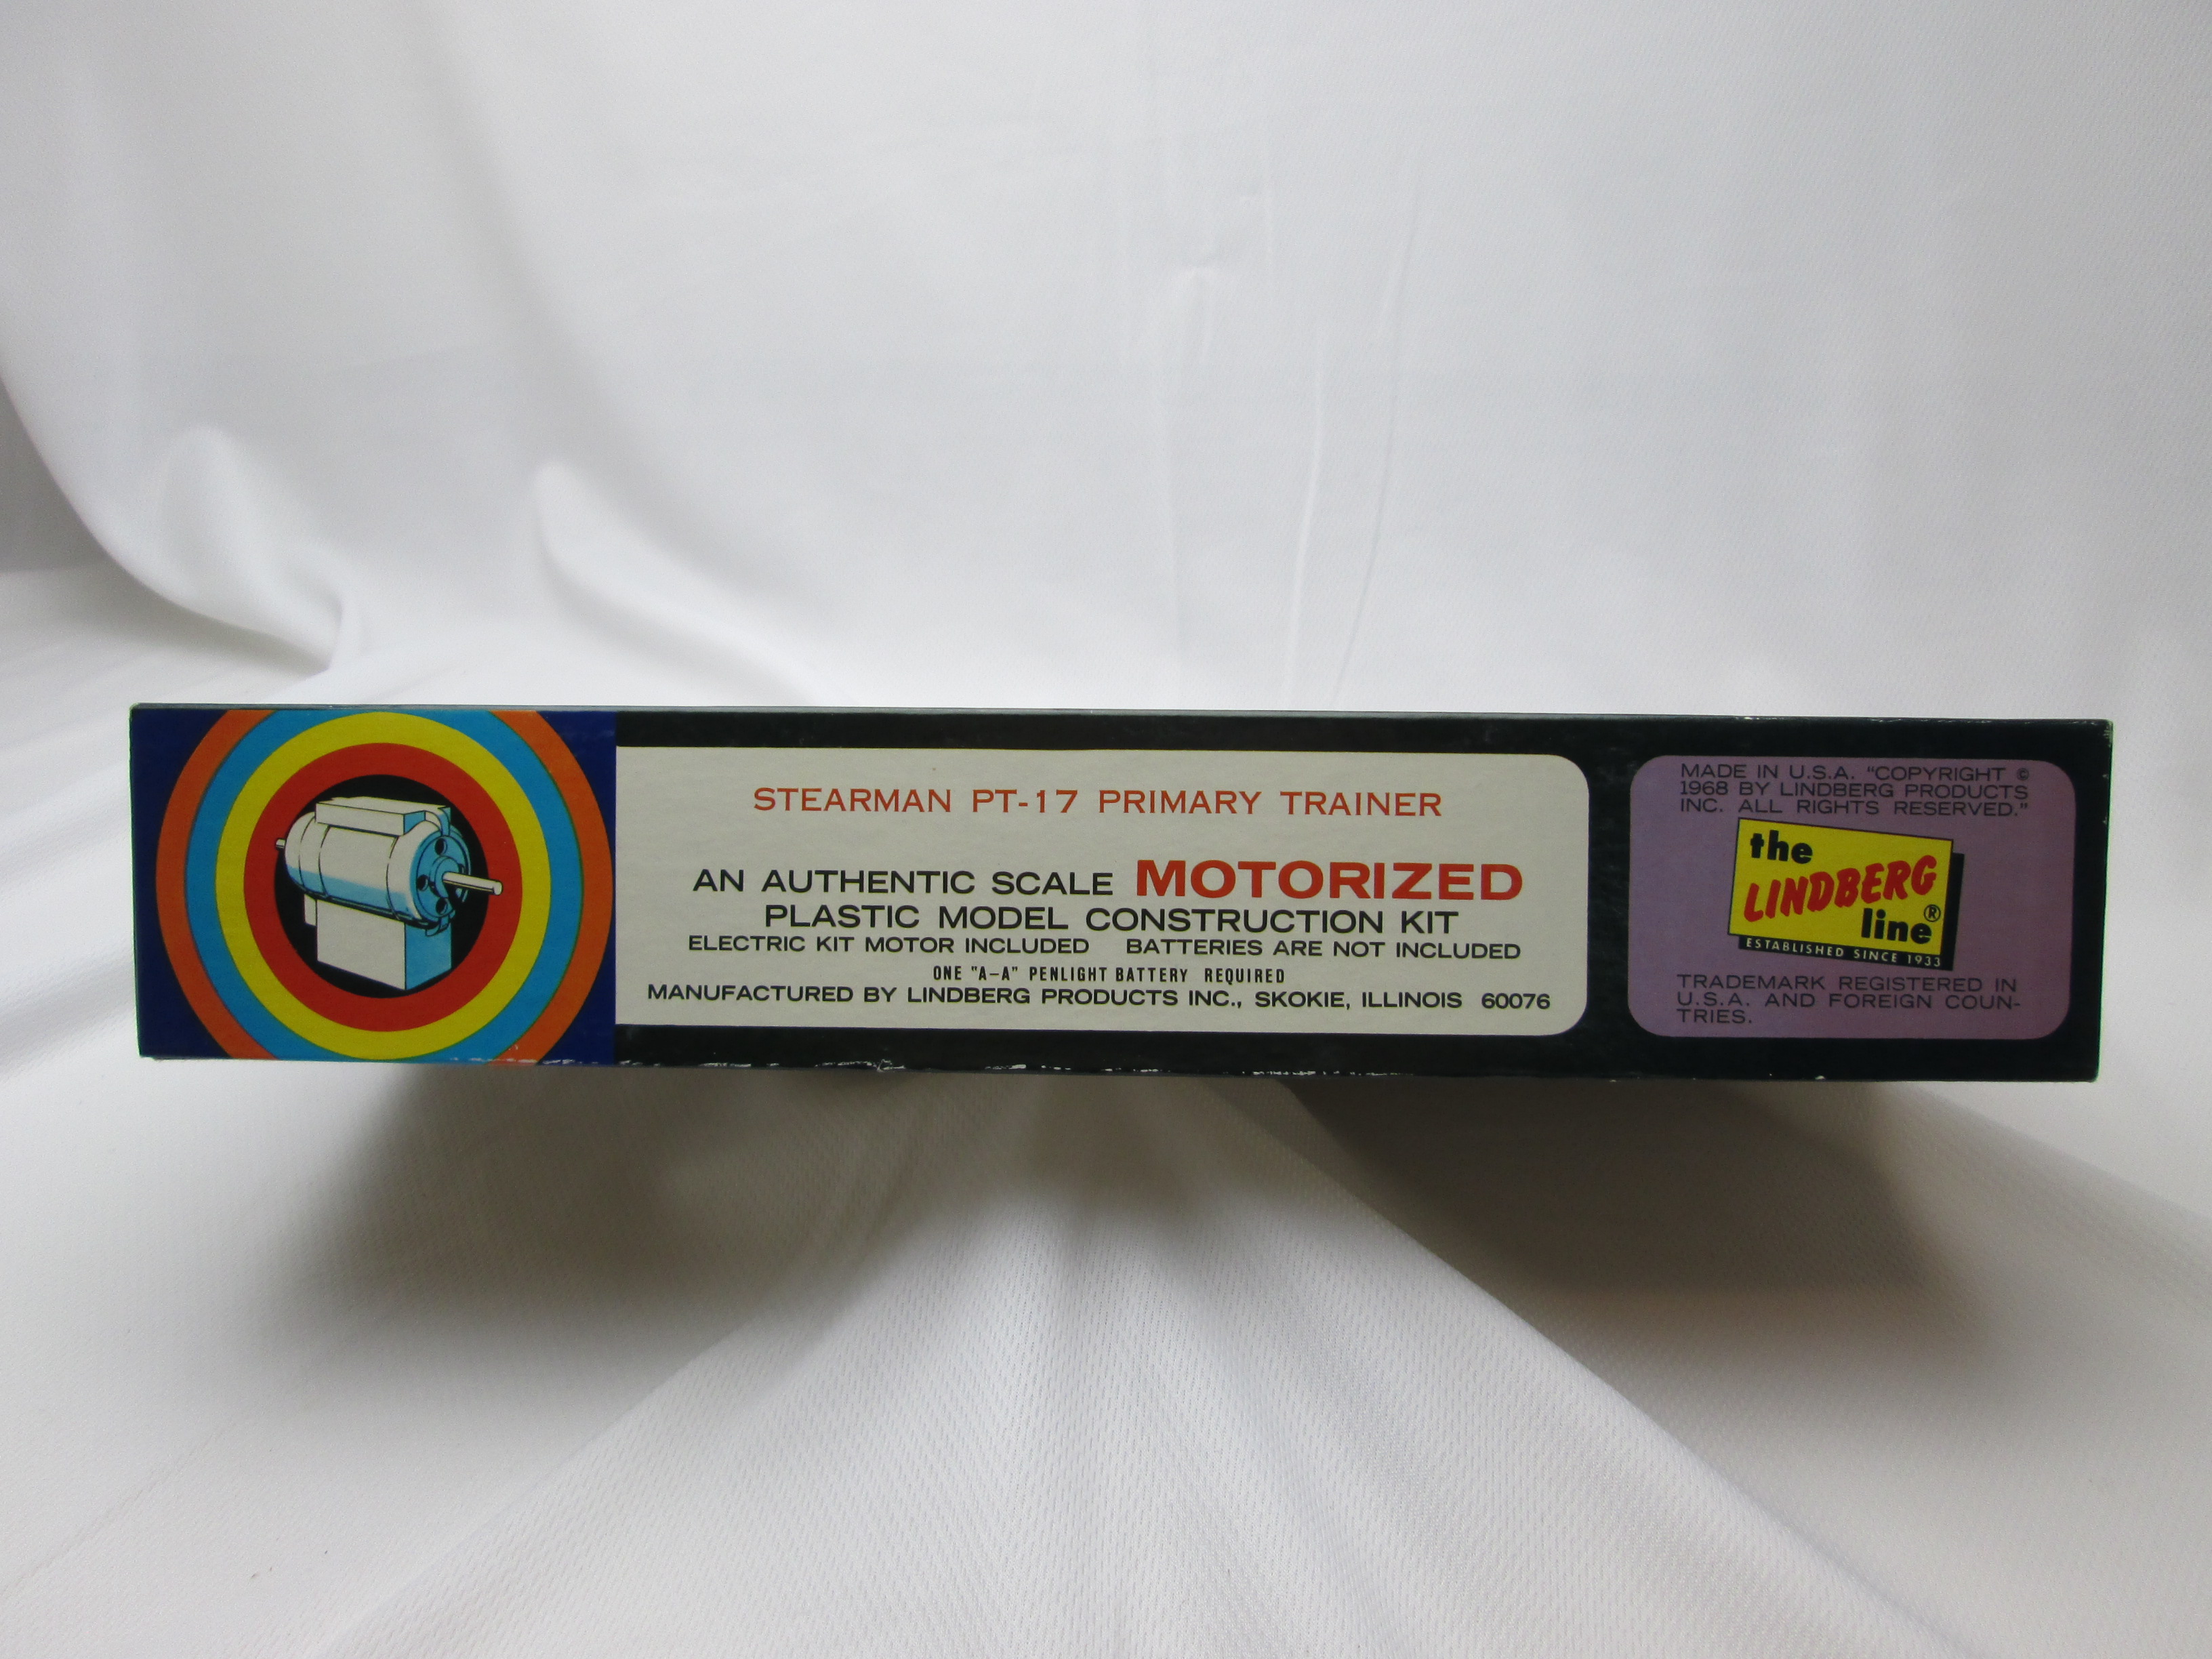 STEARMAN PT-17 PRIMARY TRAINER
AN AUTHENTIC SCALE MOTORIZED
PLASTIC MODEL CONSTRUCTION KIT
ELECTRIC KIT MOTOR INCLUDED BATTERIES ARE NOT INCLUDED
ONE "A-A" PENLIGHT BATTERY REQUIRED
MANUFACTURED BY LINDBERG PRODUCTS INC., SKOKIE, ILLINOIS 60076
MADE IN U.S.A. "COPYRIGHT ©
1968 BY LINDBERG PRODUCTS
INC. ALL RIGHTS RESERVED."
the
LINDBERG
line®
ESTABLISHED SINCE 1933
TRADEMARK REGISTERED IN
U.S.A. AND FOREIGN COUN-
TRIES.